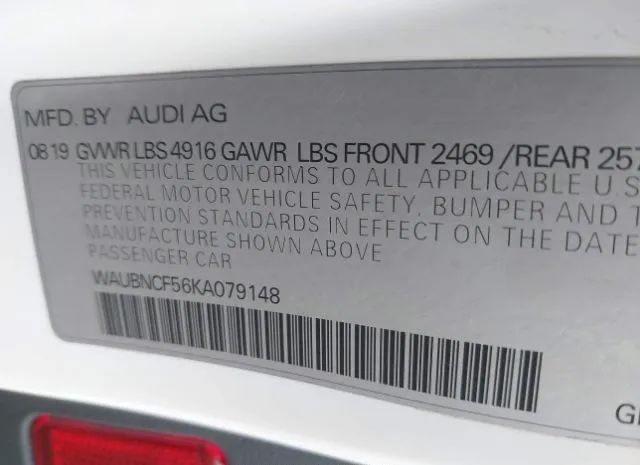 MFD. BY AUDI AG
08 19 GVWR LBS 4916 GAWR LBS FRONT 2469 /REAR 257
THIS VEHICLE CONFORMS TO ALL APPLICABLE U S
FEDERAL MOTOR VEHICLE SAFETY, BUMPER AND T
PREVENTION STANDARDS IN EFFECT ON THE DATE
MANUFACTURE SHOWN ABOVE
PASSENGER CAR
WAUBNCF56KA079148